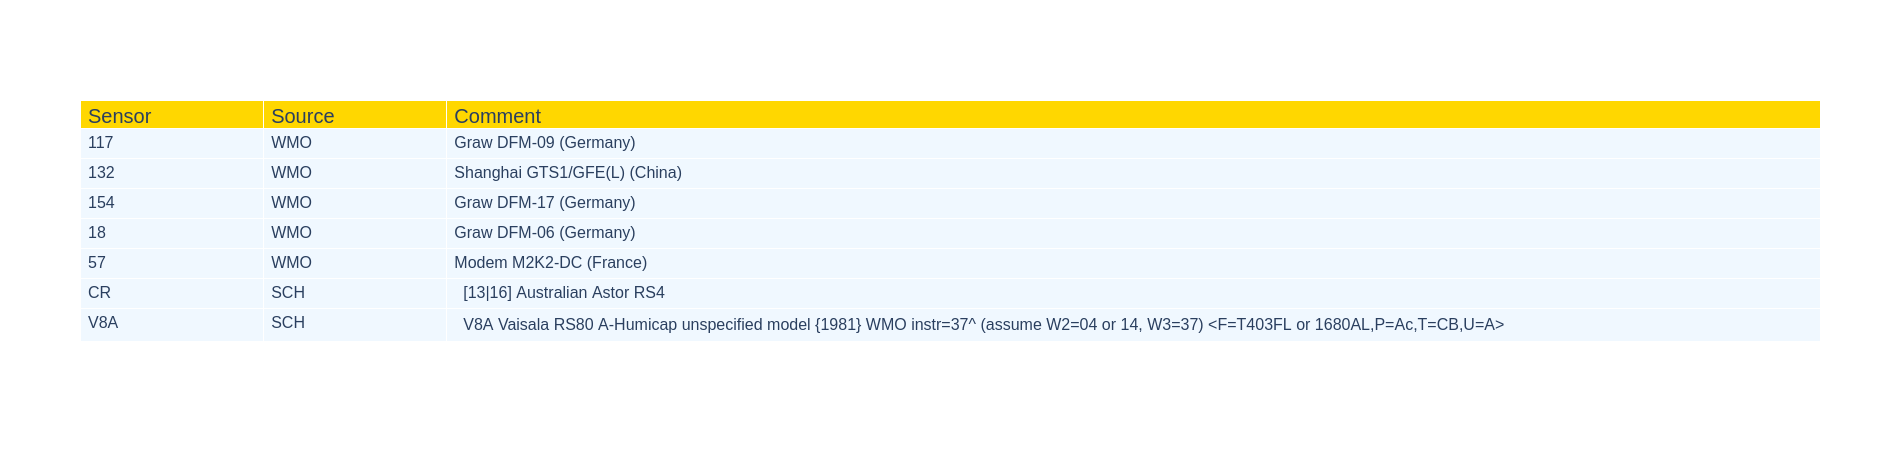 Sensor Source Comment
117 WMO Graw DFM-09 (Germany)
132 WMO Shanghai GTS1/GFE(L) (China)
154 WMO Graw DFM-17 (Germany)
18 WMO Graw DFM-06 (Germany)
57 WMO Modem M2K2-DC (France)
CR SCH [13|16] Australian Astor RS4
V8A SCH V8A Vaisala RS80 A-Humicap unspecified model {1981} WMO instr=37^ (assume W2=04 or 14, W3=37) <F=T403FL or 1680AL,P=Ac,T=CB,U=A>